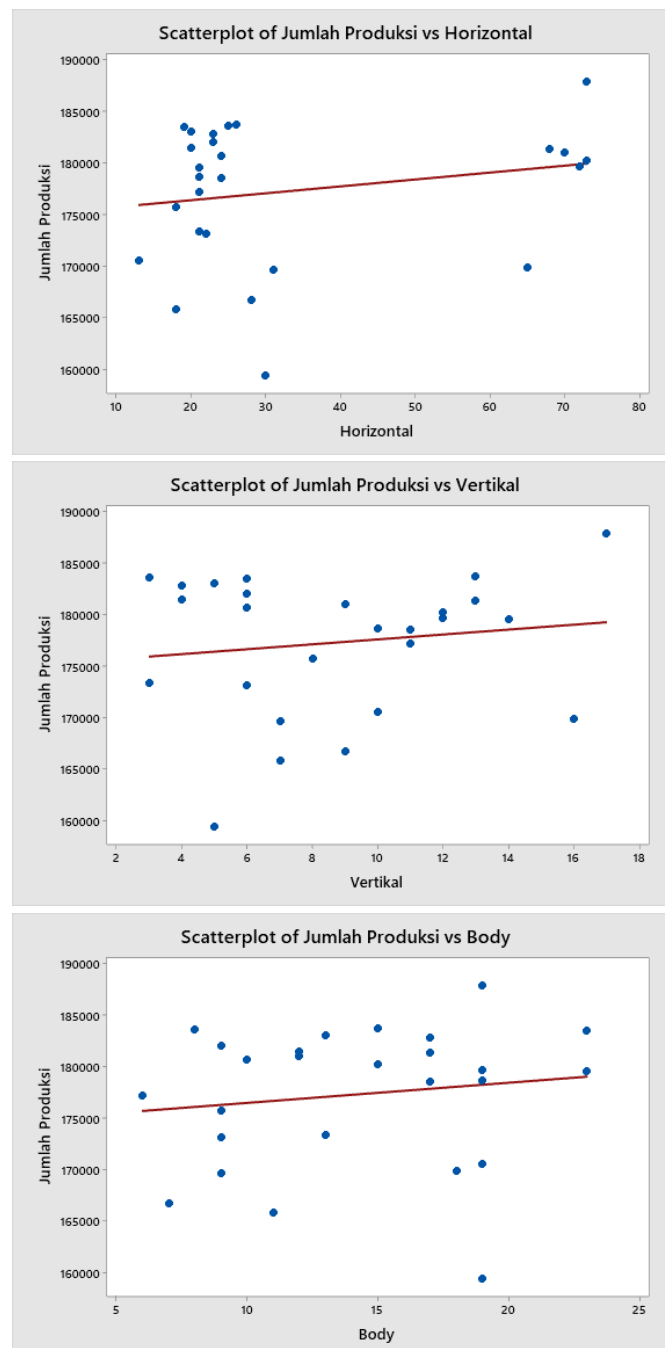 Scatterplot of Jumlah Produksi vs Horizontal
190000
185000
180000
175000
170000
165000
160000
Jumlah Produksi
10 20 30 40 50 60 70 80
Horizontal
Scatterplot of Jumlah Produksi vs Vertikal
190000
185000
180000
175000
170000
165000
160000
Jumlah Produksi
2 4 6 8 10 12 14 16 18
Vertikal
Scatterplot of Jumlah Produksi vs Body
190000
185000
180000
175000
170000
165000
160000
Jumlah Produksi
5 10 15 20 25
Body